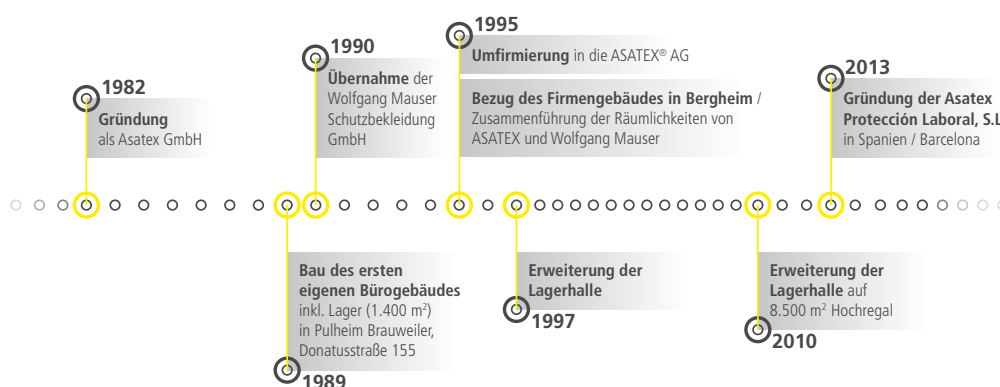 1982
Gründung
als Asatex GmbH
1989
Bau des ersten
eigenen Bürogebäudes
inkl. Lager (1.400 m²)
in Pulheim Brauweiler,
Donatusstraße 155
1990
Übernahme der
Wolfgang Mauser
Schutzbekleidung
GmbH
1995
Umfirmierung in die ASATEX® AG
Bezug des Firmengebäudes in Bergheim /
Zusammenführung der Räumlichkeiten von
ASATEX und Wolfgang Mauser
Erweiterung der
Lagerhalle
1997
Erweiterung der
Lagerhalle auf
8.500 m² Hochregal
2010
2013
Gründung der Asatex
Protección Laboral, S.L
in Spanien / Barcelona